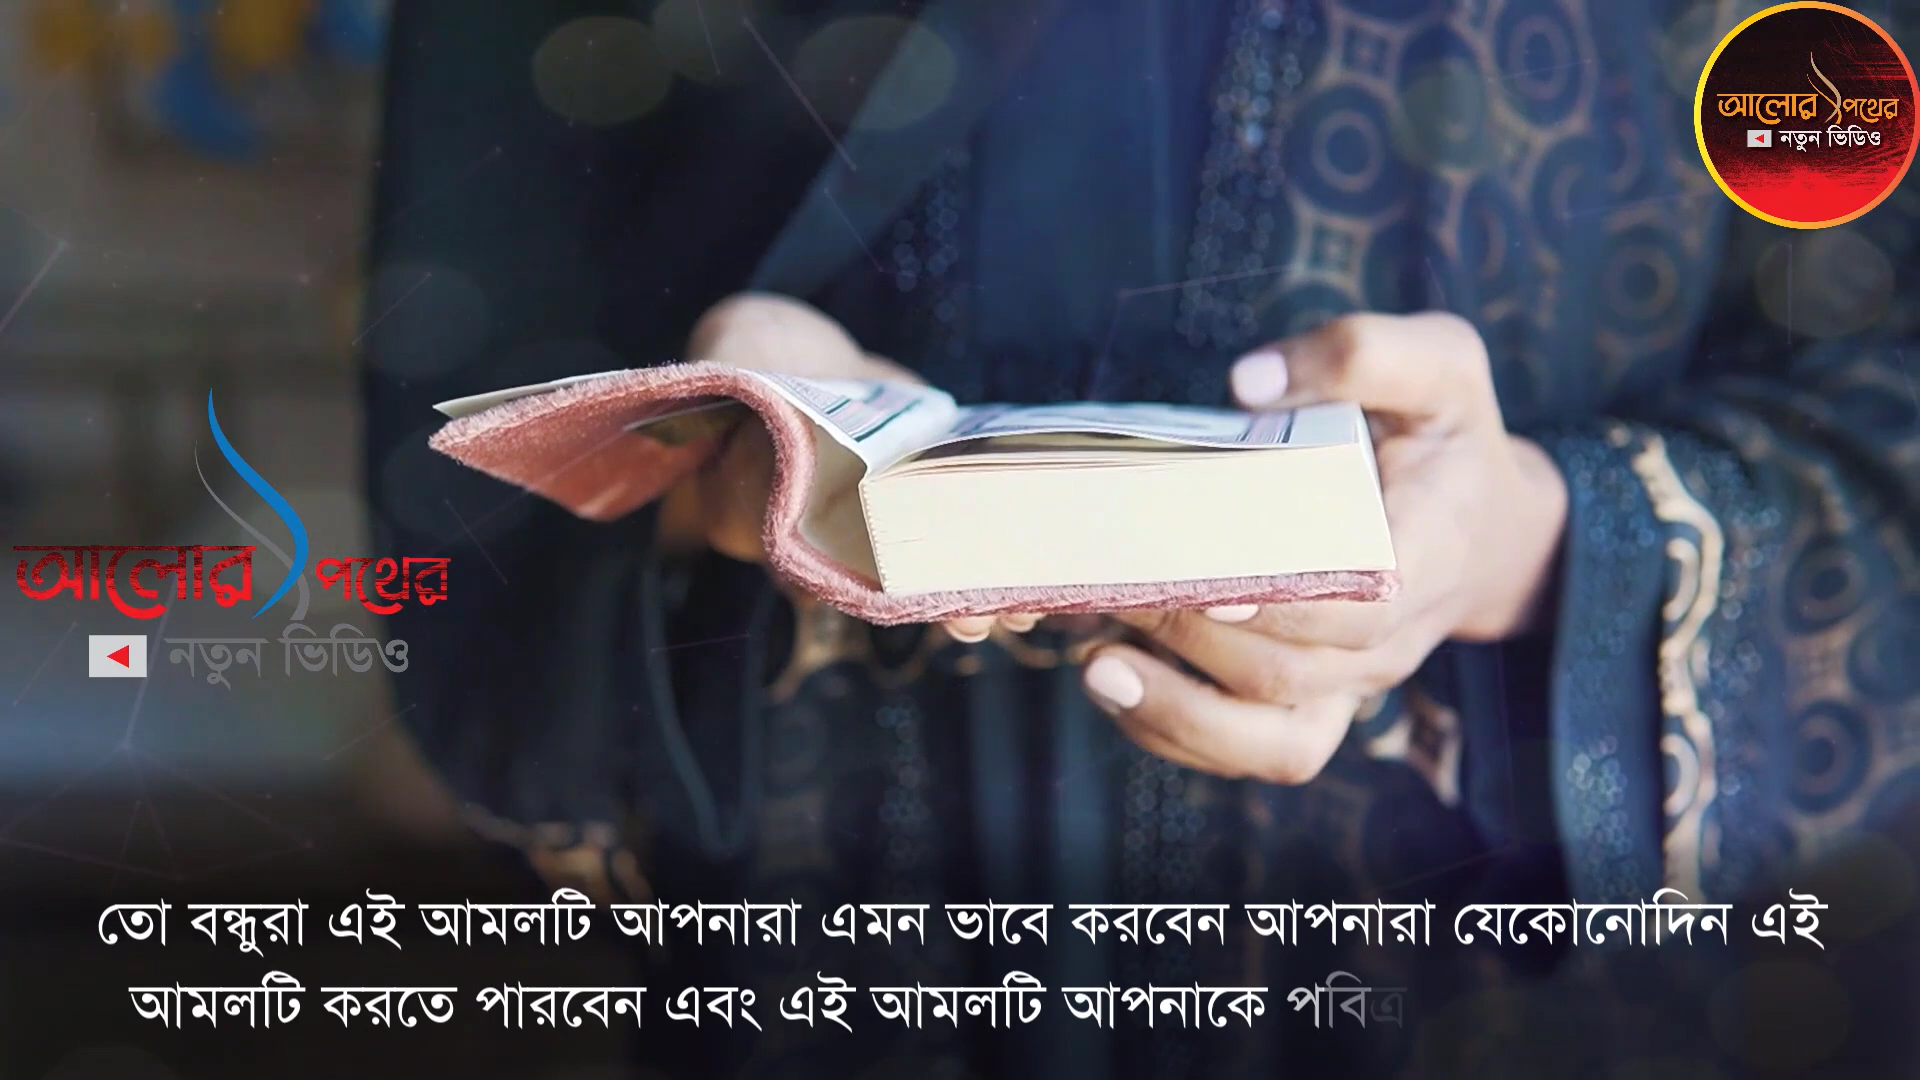 আলোর পথের
নতুন ভিডিও
আলোর পথের
নতুন ভিডিও
তো বন্ধুরা এই আমলটি আপনারা এমন ভাবে করবেন আপনারা যেকোনোদিন এই
আমলটি করতে পারবেন এবং এই আমলটি আপনাকে পবিত্র